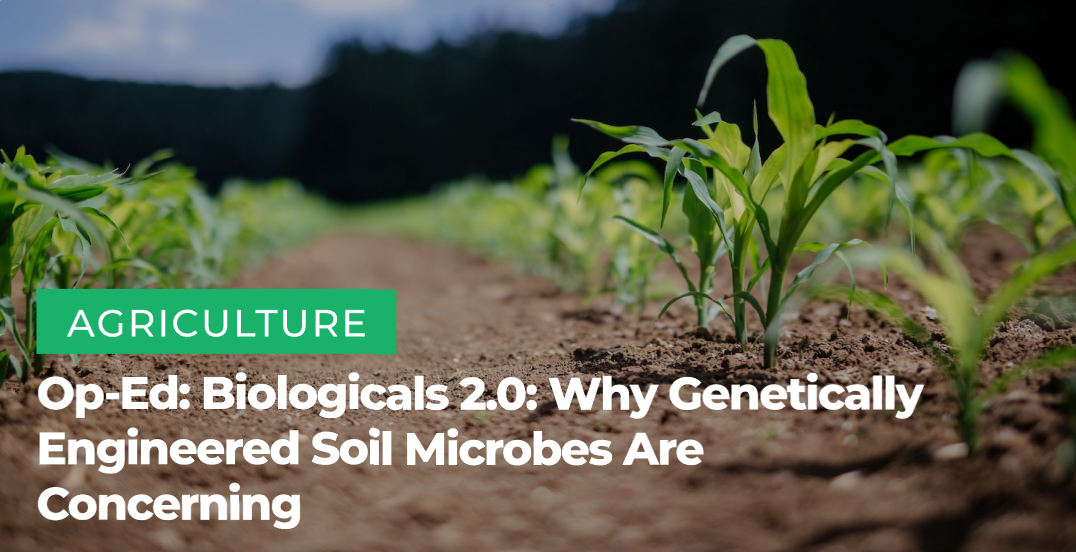 AGRICULTURE
Op-Ed: Biologicals 2.0: Why Genetically
Engineered Soil Microbes Are
Concerning